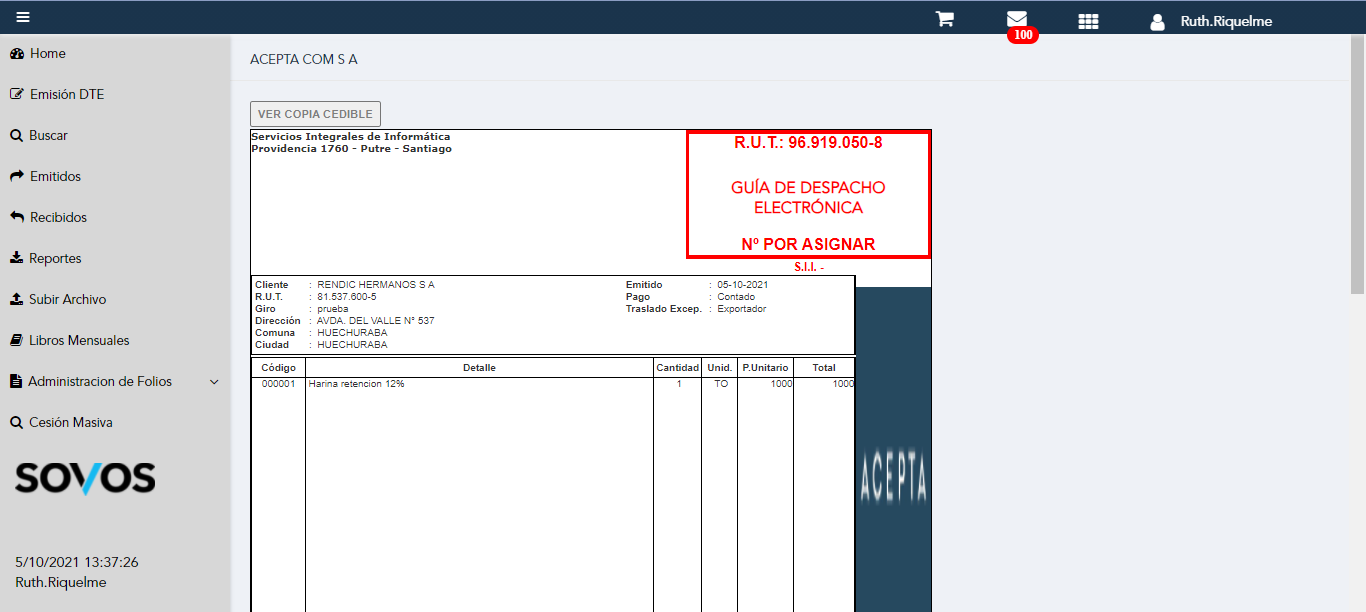 100
Ruth.Riquelme
Home
Emisión DTE
Buscar
Emitidos
Recibidos
Reportes
Subir Archivo
Libros Mensuales
Administracion de Folios
Cesión Masiva
SOVOS
5/10/2021 13:37:26
Ruth.Riquelme
ACEPTA COM S A
VER COPIA CEDIBLE
Servicios Integrales de Informática
Providencia 1760 - Putre - Santiago
R.U.T.: 96.919.050-8
GUÍA DE DESPACHO
ELECTRÓNICA
Nº POR ASIGNAR
S.I.I. -
Cliente : RENDIC HERMANOS S A
R.U.T. : 81.537.600-5
Giro : prueba
Dirección : AVDA. DEL VALLE N° 537
Comuna : HUECHURABA
Ciudad : HUECHURABA
Emitido : 05-10-2021
Pago : Contado
Traslado Excep. : Exportador
Código Detalle Cantidad Unid. P.Unitario Total
000001 Harina retencion 12% 1 TO 1000 1000
ACEPTA